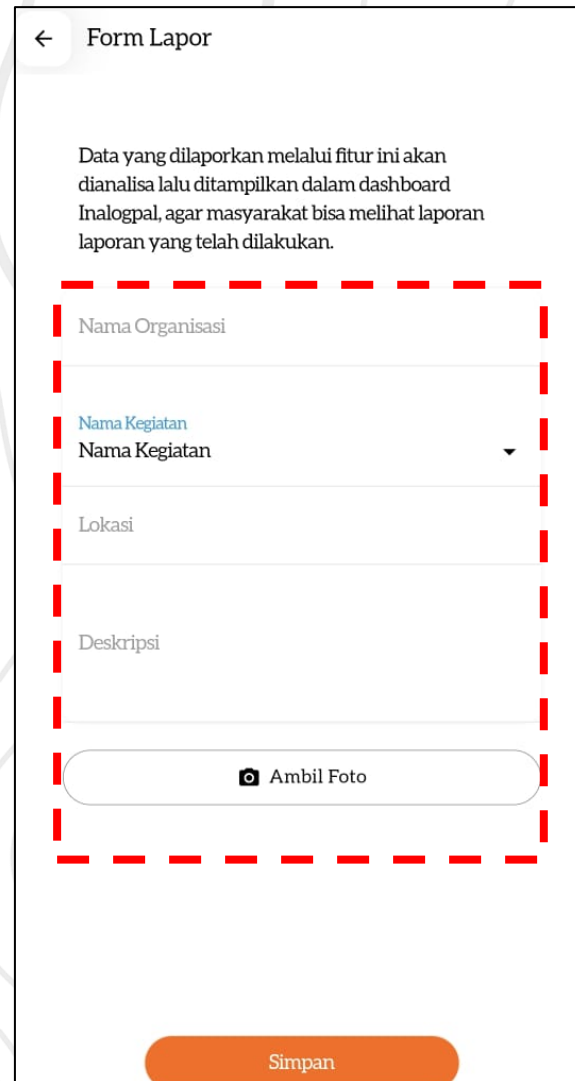 Form Lapor
Data yang dilaporkan melalui fitur ini akan
dianalisa lalu ditampilkan dalam dashboard
Inalogpal, agar masyarakat bisa melihat laporan
laporan yang telah dilakukan.
Nama Organisasi
Nama Kegiatan
Nama Kegiatan
Lokasi
Deskripsi
Ambil Foto
Simpan